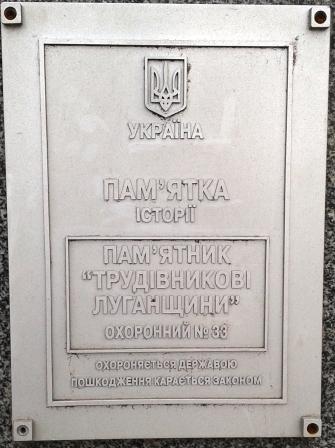 УКРАЇНА
ПАМ'ЯТКА
ІСТОРІЇ
ПАМ'ЯТНИК
"ТРУДІВНИКОВІ
ЛУГАНЩИНИ"
ОХОРОННИЙ № 33
ОХОРОНЯЄТЬСЯ ДЕРЖАВОЮ
ПОШКОДЖЕННЯ КАРАЄТЬСЯ ЗАКОНОМ